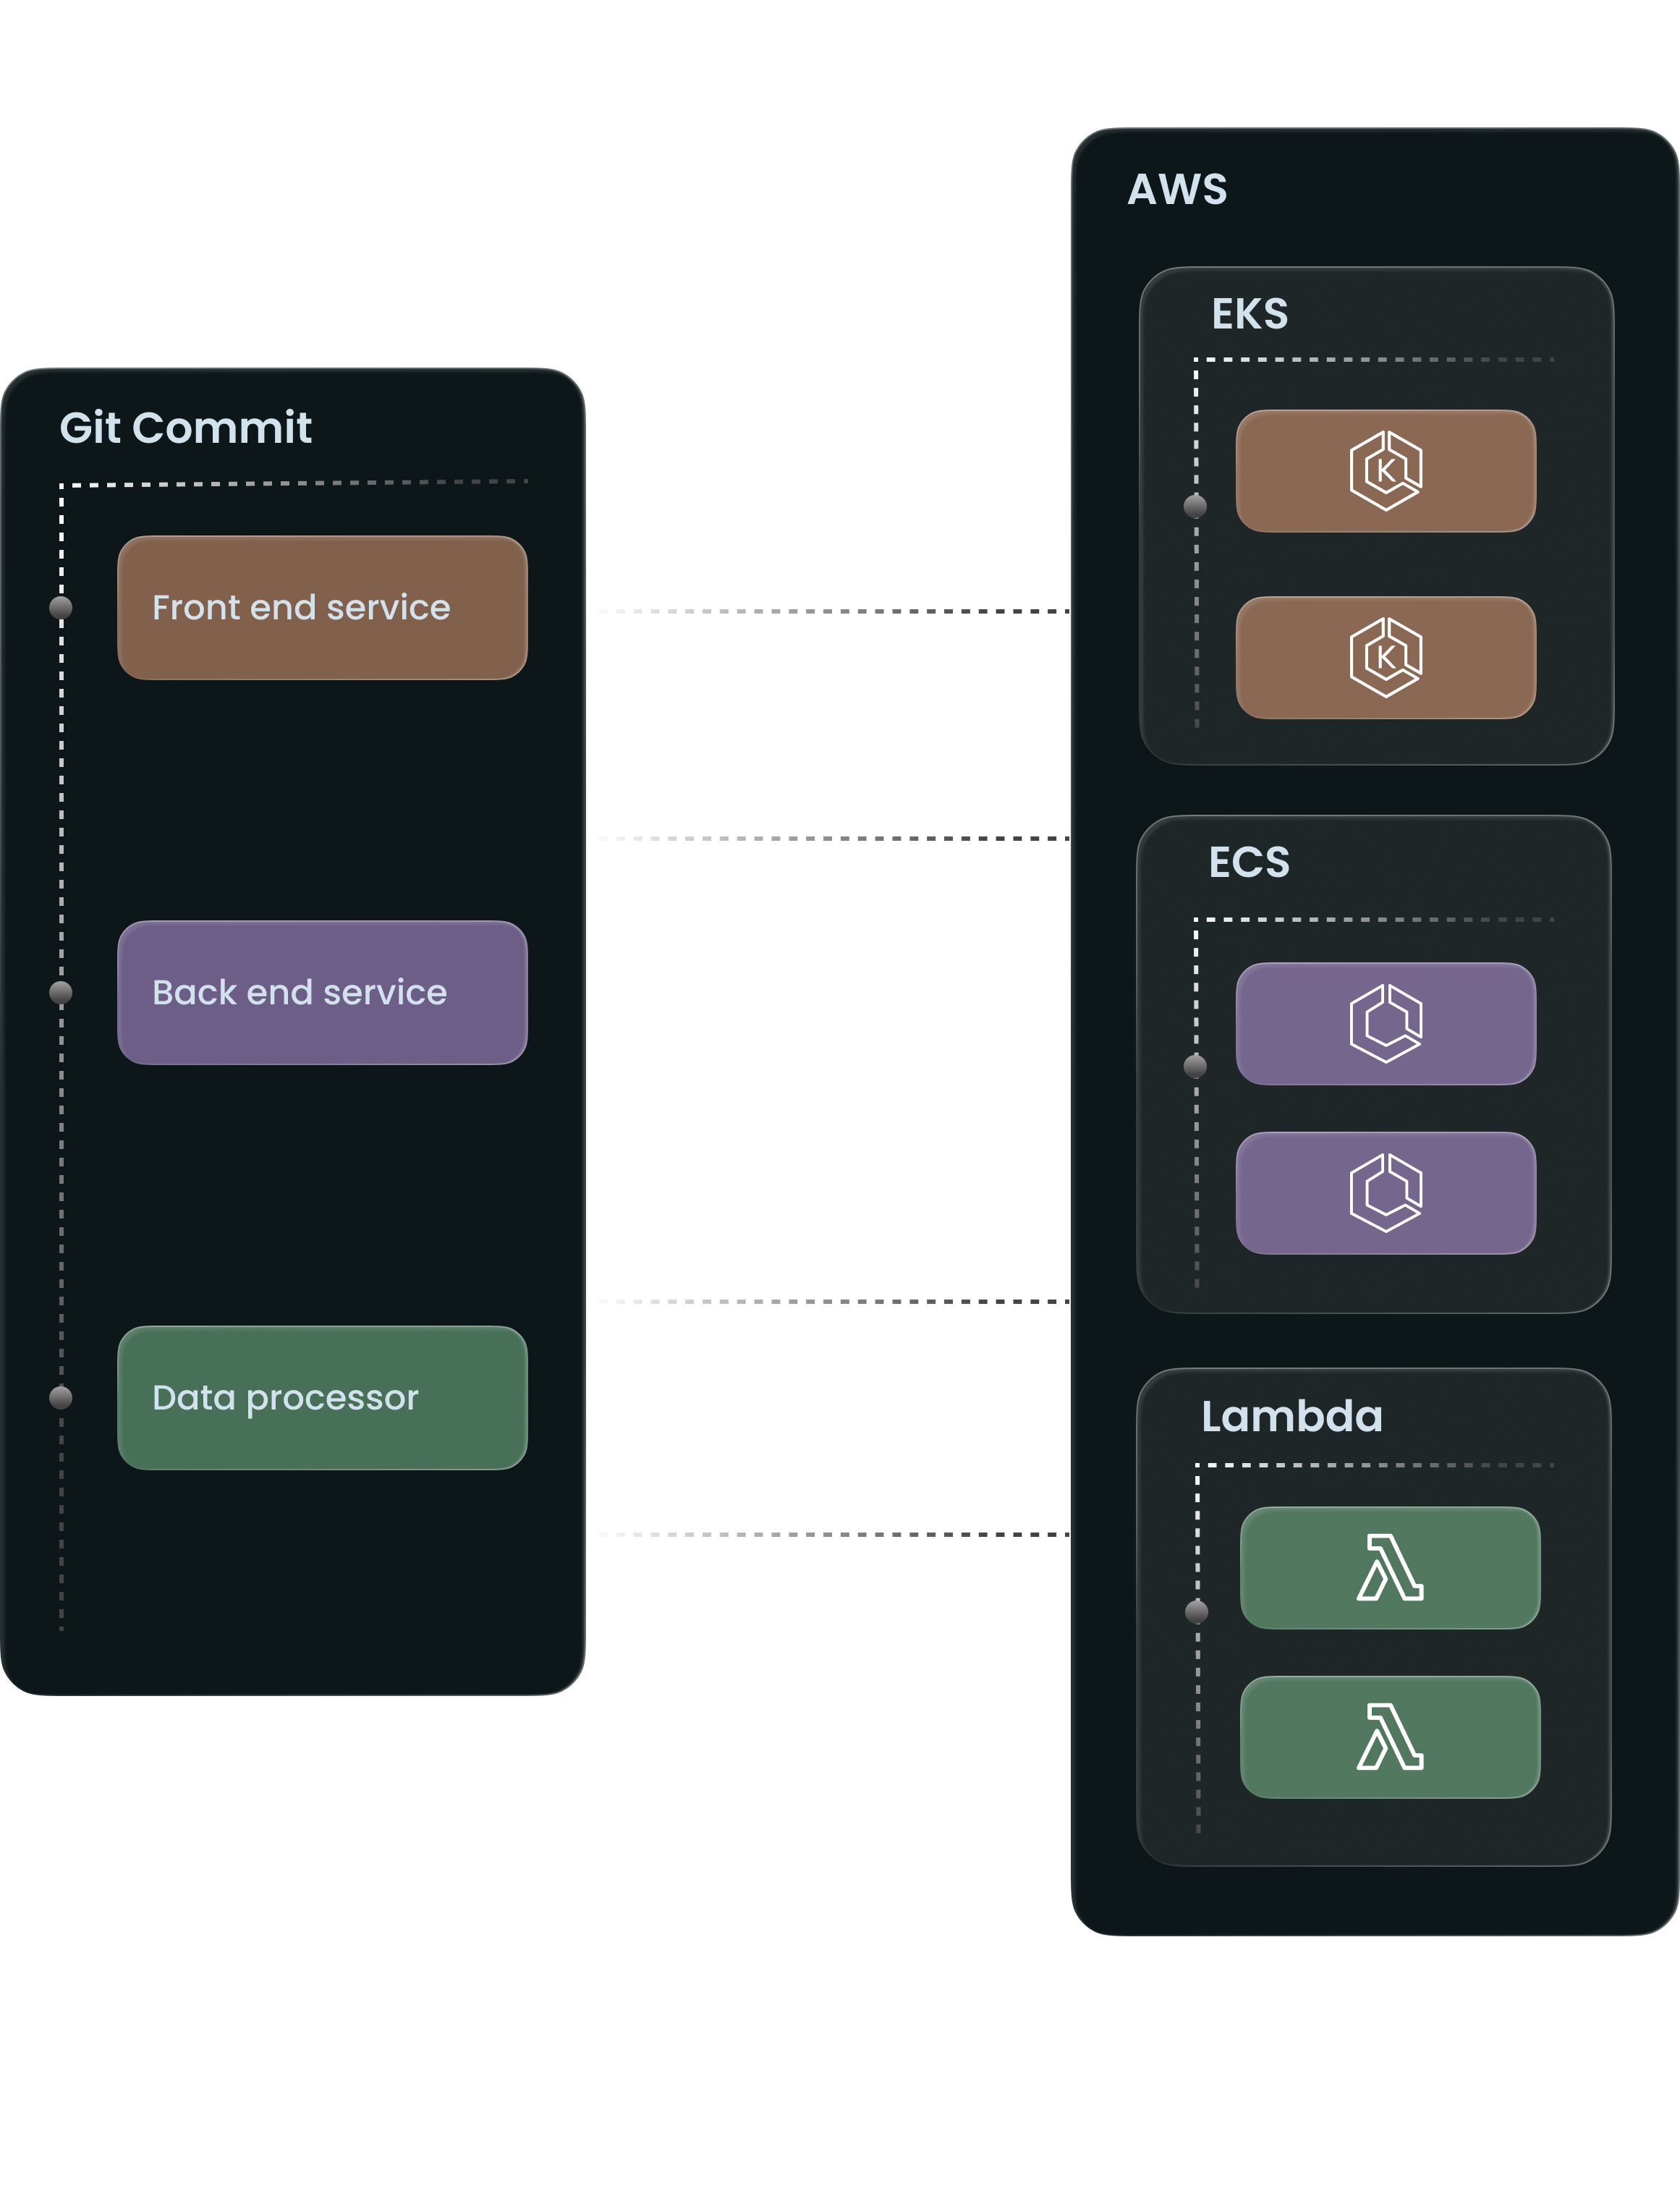 AWS
EKS
Git Commit
K
Front end service
K
ECS
Back end service
Data processor
Lambda